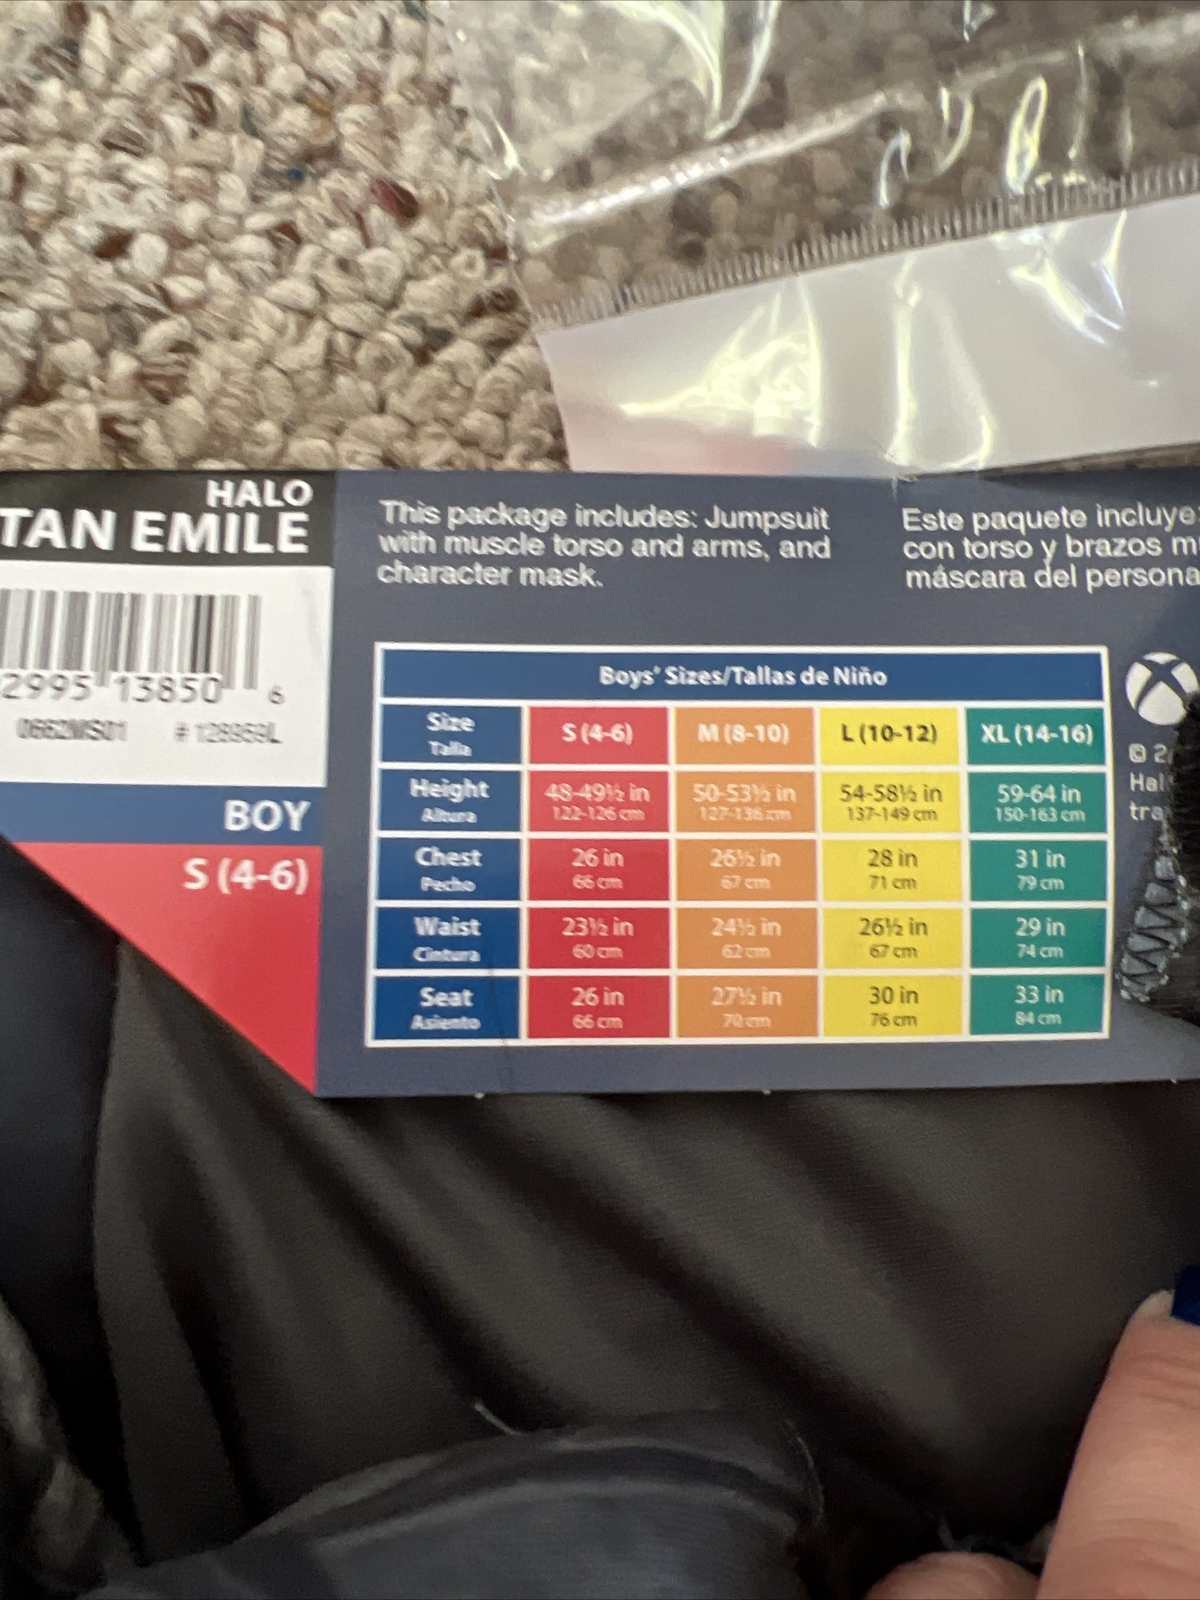 HALO
TAN EMILE
2995 13850 6
0662MS01 # 128959L
BOY
S (4-6)
This package includes: Jumpsuit
with muscle torso and arms, and
character mask.
Este paquete incluye
con torso y brazos m
máscara del persona
Boys' Sizes/Tallas de Niño
Size S (4-6) M (8-10) L (10-12) XL (14-16)
Talla
Height 48-49½ in 50-53½ in 54-58½ in 59-64 in
Altura 122-126 cm 127-136 cm 137-149 cm 150-163 cm
Chest 26 in 26½ in 28 in 31 in
Pecho 66 cm 67 cm 71 cm 79 cm
Waist 23½ in 24½ in 26½ in 29 in
Cintura 60 cm 62 cm 67 cm 74 cm
Seat 26 in 27½ in 30 in 33 in
Asiento 66 cm 70 cm 76 cm 84 cm
© 2
Hal
tra